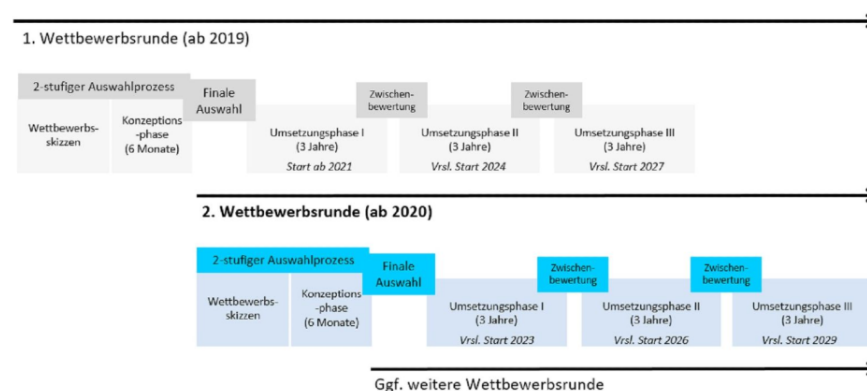 1. Wettbewerbsrunde (ab 2019)
2-stufiger Auswahlprozess
Wettbewerbs-
skizzen
Konzeptions
-phase
(6 Monate)
Finale
Auswahl
Umsetzungsphase I
(3 Jahre)
Start ab 2021
Zwischen-
bewertung
Umsetzungsphase II
(3 Jahre)
Vrsl. Start 2024
Zwischen-
bewertung
Umsetzungsphase III
(3 Jahre)
Vrsl. Start 2027
2. Wettbewerbsrunde (ab 2020)
2-stufiger Auswahlprozess
Wettbewerbs-
skizzen
Konzeptions
-phase
(6 Monate)
Finale
Auswahl
Umsetzungsphase I
(3 Jahre)
Vrsl. Start 2023
Zwischen-
bewertung
Umsetzungsphase II
(3 Jahre)
Vrsl. Start 2026
Zwischen-
bewertung
Umsetzungsphase III
(3 Jahre)
Vrsl. Start 2029
Ggf. weitere Wettbewerbsrunde